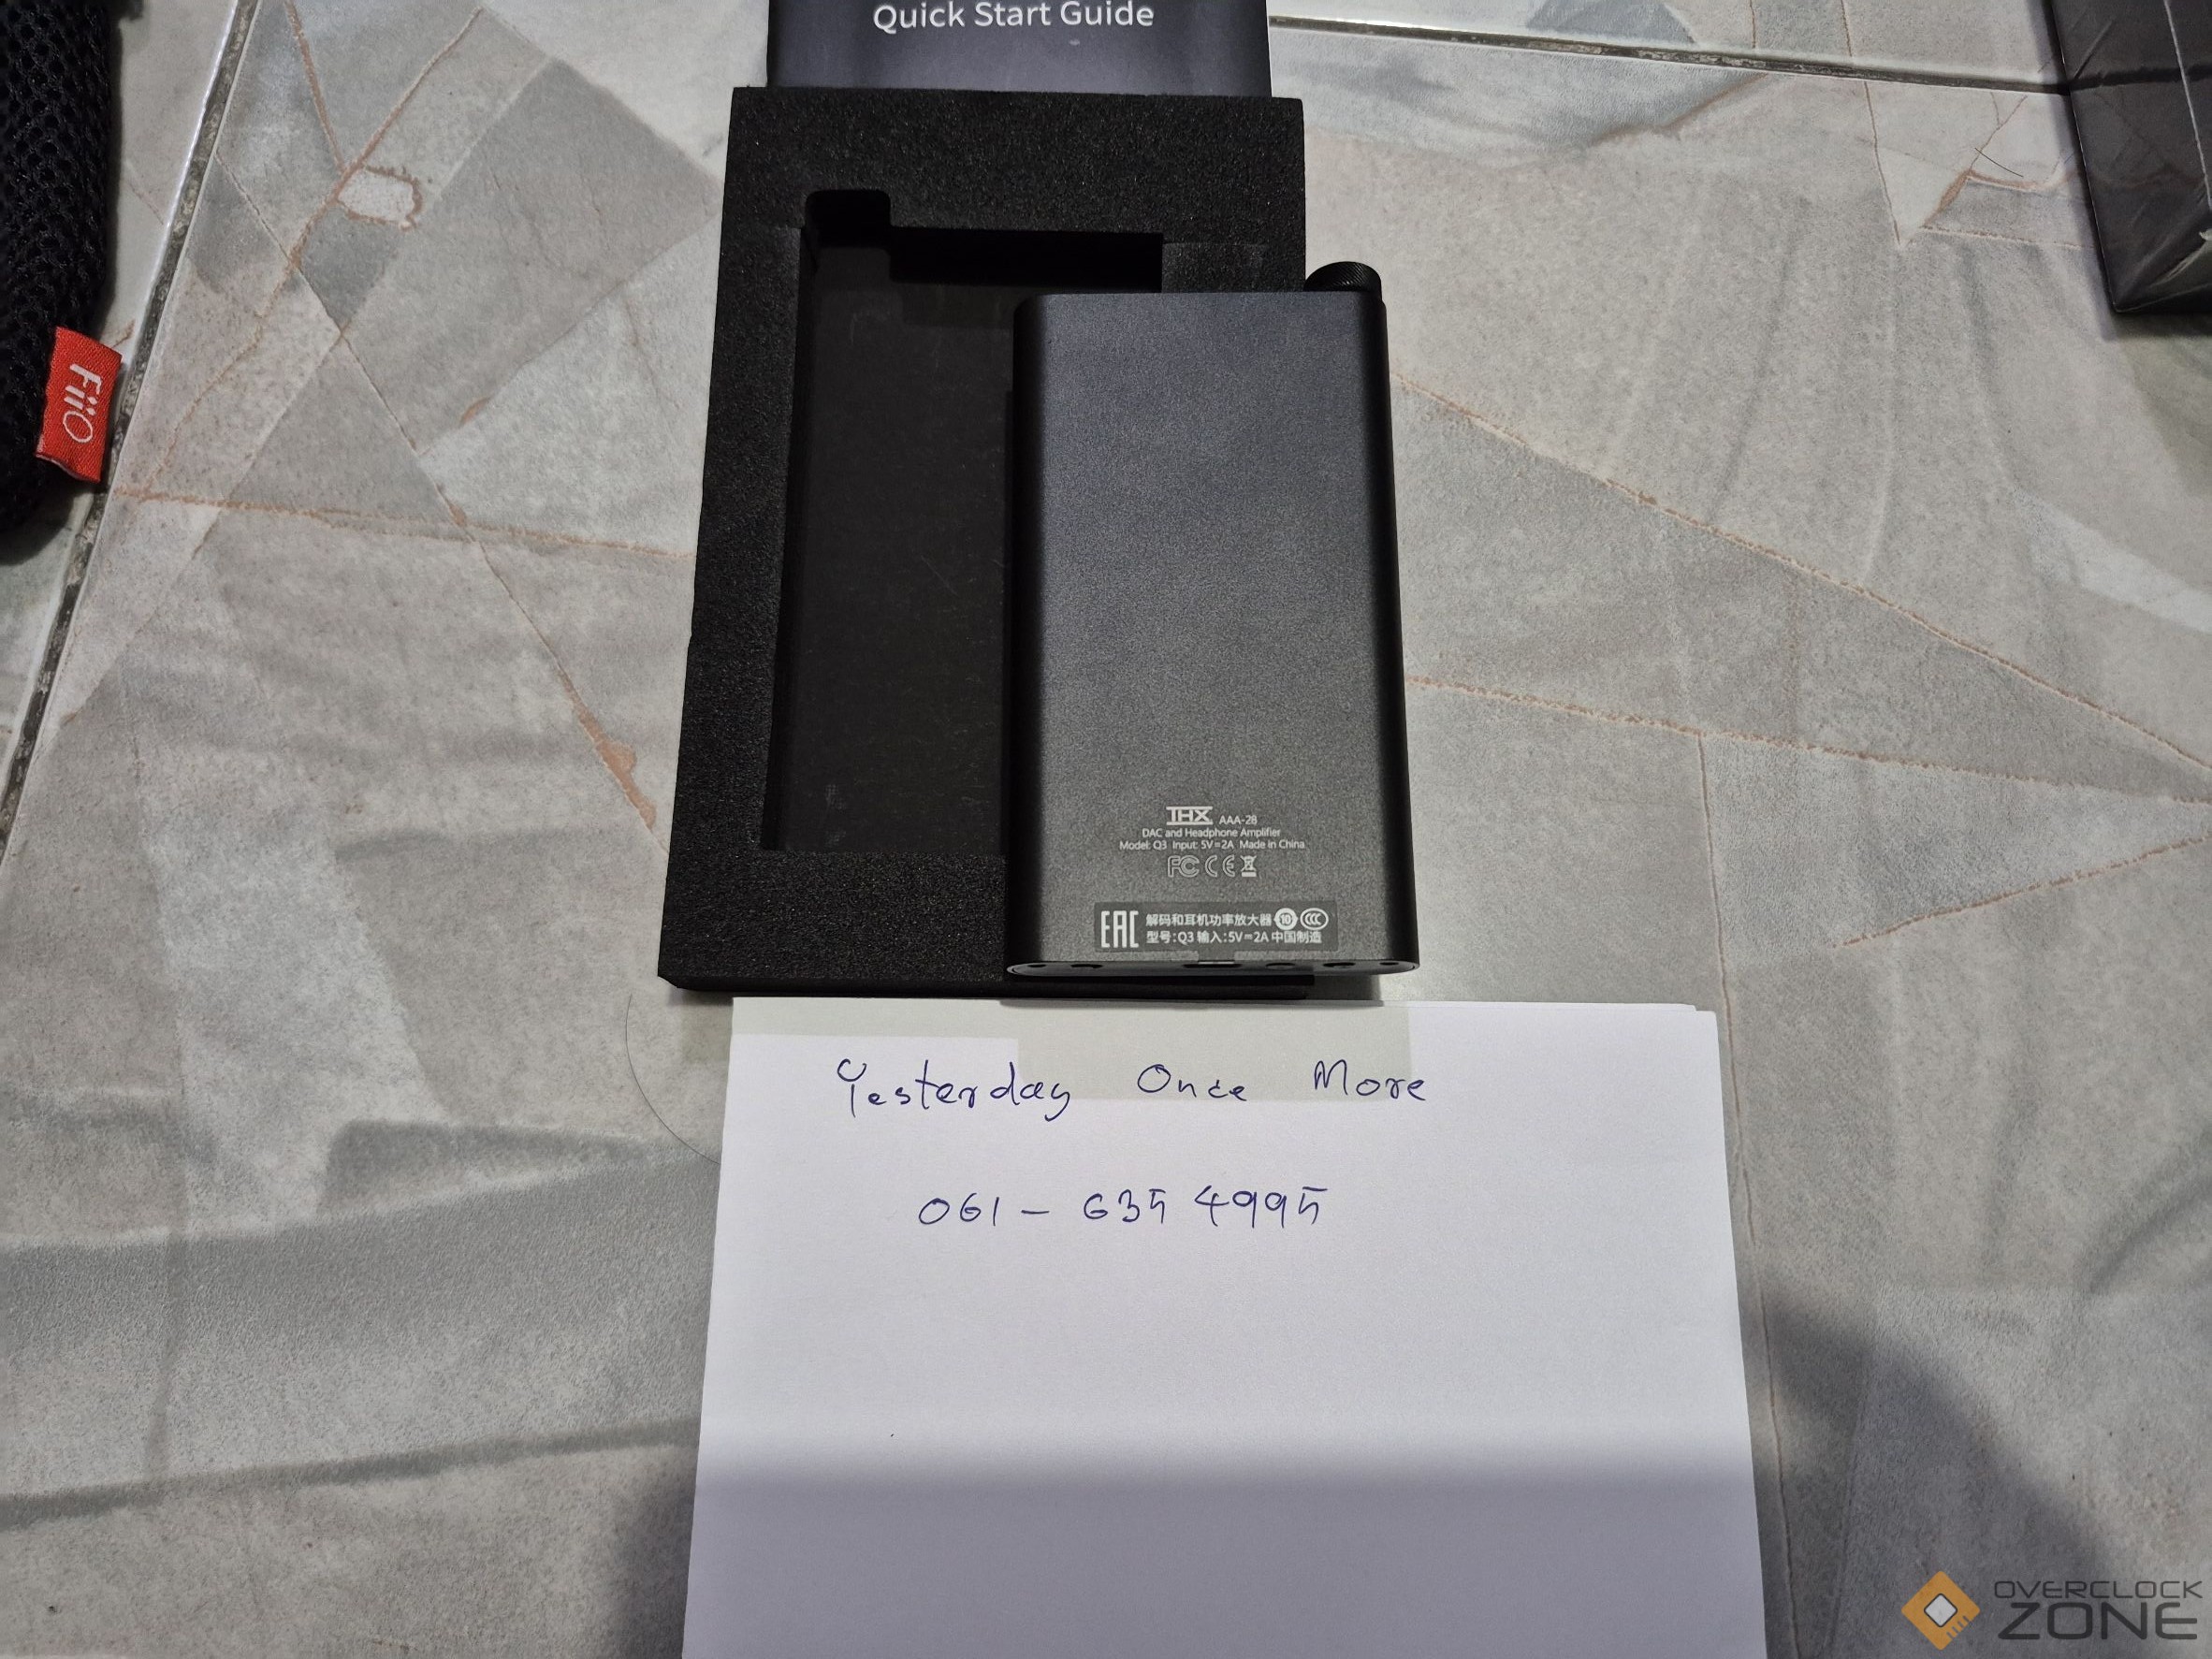 Quick Start Guide
FiiO
THX AAA-28
DAC and Headphone Amplifier
Model: Q3 Input: 5V=2A Made in China
FC CE
EAC
解码和耳机功率放大器 10 CCC
型号:Q3 输入:5V=2A 中国制造
Yesterday Once More
061 - 635 4995
OVERCLOCK
ZONE